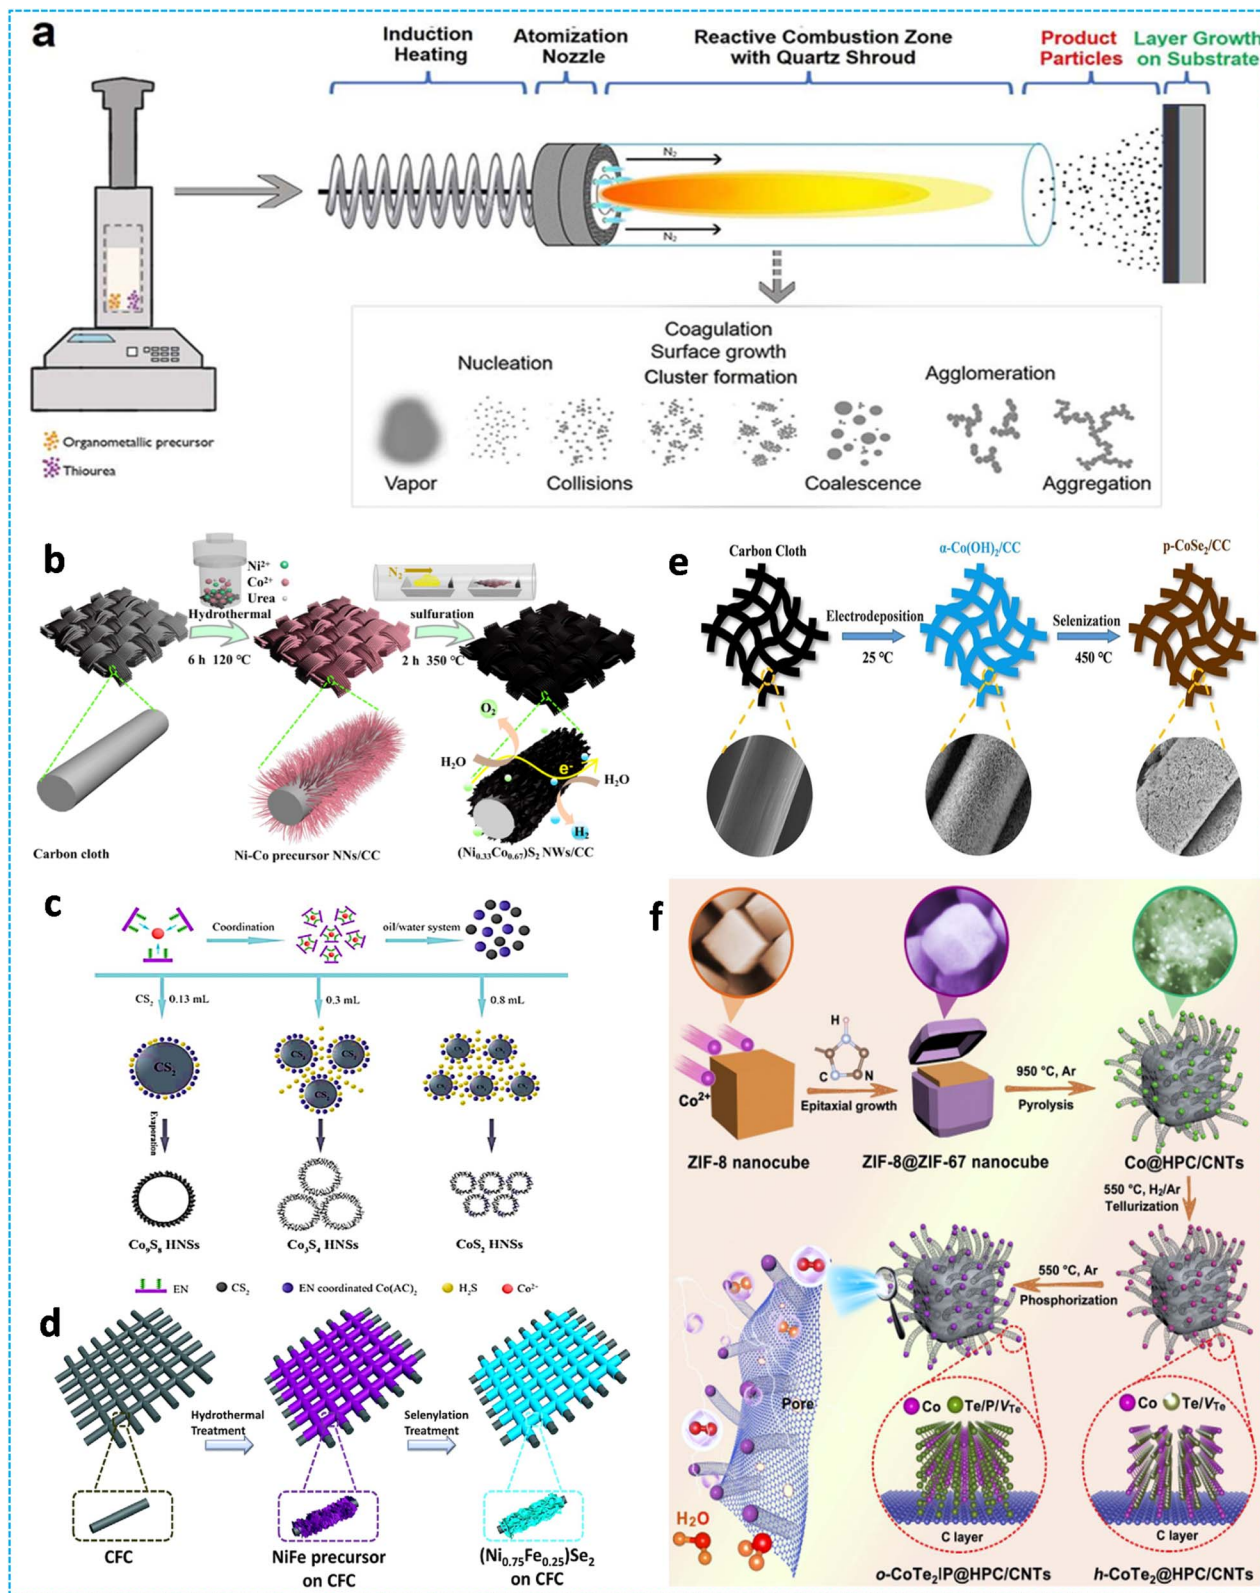 a
Induction
Heating
Atomization
Nozzle
Reactive Combustion Zone
with Quartz Shroud
Product
Particles
Layer Growth
on Substrate
N₂
N₂
Organometallic precursor
Thiourea
Nucleation
Coagulation
Surface growth
Cluster formation
Agglomeration
Vapor
Collisions
Coalescence
Aggregation
b
Ni²⁺
Co²⁺
Urea
Hydrothermal
6 h 120 °C
N₂
sulfuration
2 h 350 °C
O₂
H₂O
e⁻
H₂O
H₂
Carbon cloth
Ni-Co precursor NNs/CC
(Ni₀.₃₃Co₀.₆₇)S₂ NWs/CC
e
Carbon Cloth
α-Co(OH)₂/CC
p-CoSe₂/CC
Electrodeposition
25 °C
Selenization
450 °C
c
Coordination
oil/water system
CS₂
0.13 mL
0.3 mL
0.8 mL
CS₂
CS₂
CS₂
CS₂
Evaporation
Co₉S₈ HNSs
Co₃S₄ HNSs
CoS₂ HNSs
EN
CS₂
EN coordinated Co(AC)₂
H₂S
Co²⁺
d
Hydrothermal
Treatment
Selenylation
Treatment
CFC
NiFe precursor
on CFC
(Ni₀.₇₅Fe₀.₂₅)Se₂
on CFC
f
Co²⁺
H
C
N
Epitaxial growth
950 °C, Ar
Pyrolysis
ZIF-8 nanocube
ZIF-8@ZIF-67 nanocube
Co@HPC/CNTs
550 °C, H₂/Ar
Tellurization
550 °C, Ar
Phosphorization
Pore
H₂O
Co
Te/P/V_Te
C layer
Co
Te/V_Te
C layer
o-CoTe₂|P@HPC/CNTs
h-CoTe₂@HPC/CNTs